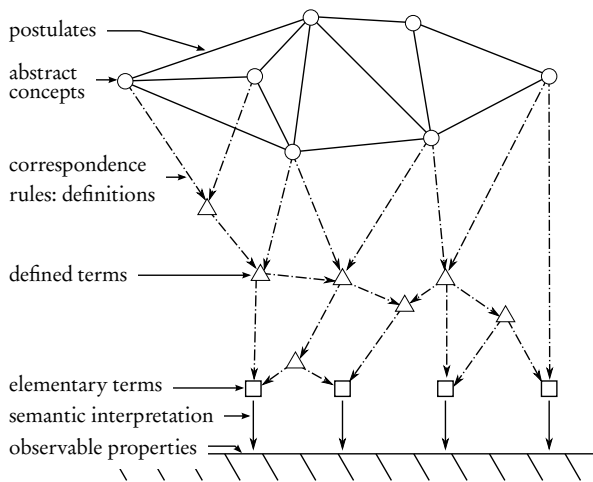 postulates
abstract
concepts
correspondence
rules: definitions
defined terms
elementary terms
semantic interpretation
observable properties